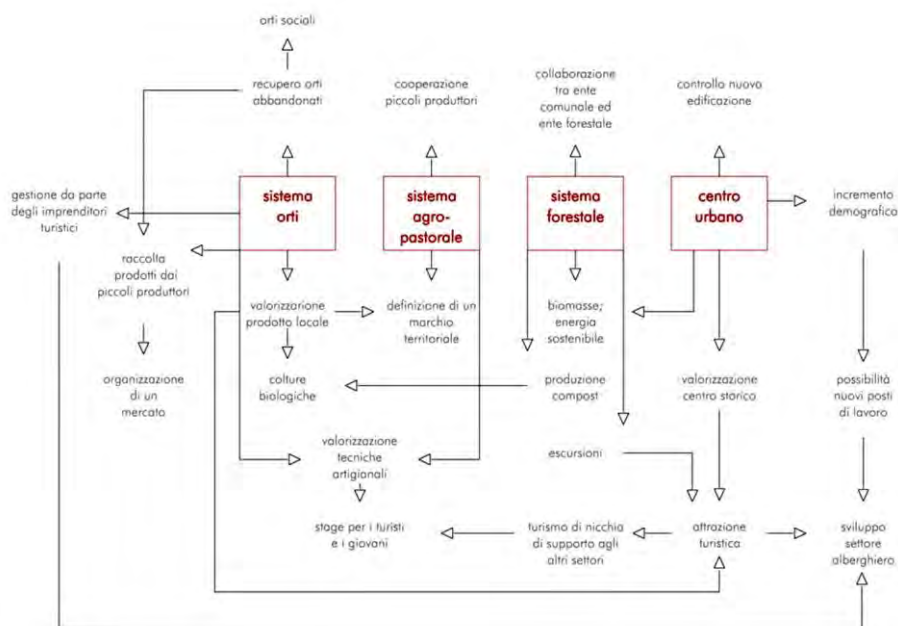 orti sociali
recupero orti
abbandonati
cooperazione
piccoli produttori
collaborazione
tra ente
comunale ed
ente forestale
controllo nuova
edificazione
gestione da parte
degli imprenditori
turistici
sistema
orti
sistema
agro-
pastorale
sistema
forestale
centro
urbano
incremento
demografico
raccolta
prodotti dai
piccoli produttori
valorizzazione
prodotto locale
definizione di un
marchio
territoriale
biomasse;
energia
sostenibile
organizzazione
di un
mercato
colture
biologiche
produzione
compost
valorizzazione
centro storico
possibilità
nuovi posti
di lavoro
valorizzazione
tecniche
artigianali
escursioni
stage per i turisti
e i giovani
turismo di nicchia
di supporto agli
altri settori
attrazione
turistica
sviluppo
settore
alberghiero